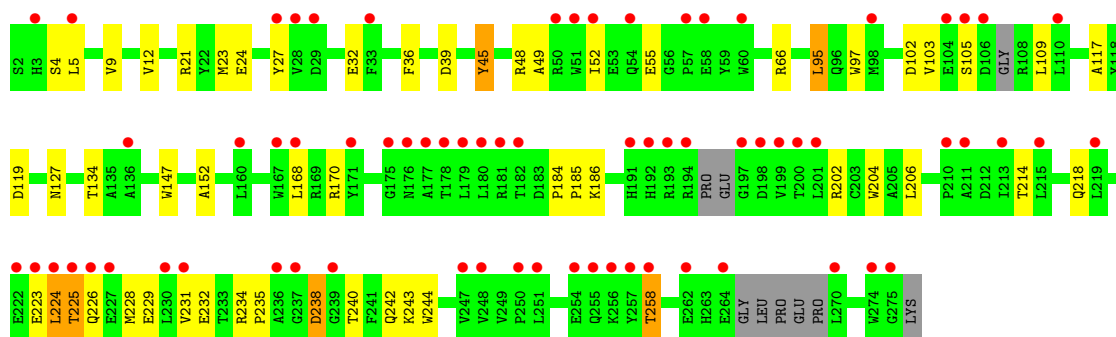 S2 H3 S4 L5 V9 V12 R21 Y22 M23 E24 Y27 V28 D29 E32 F33 F36 D39 Y45 R48 A49 R50 W51 I52 E53 Q54 E55 G56 P57 E58 Y59 W60 R66 L95 Q96 W97 M98 D102 V103 E104 S105 D106 GLY R108 L109 L110 A117 Y118
D119 N127 T134 A135 A136 W147 A152 L160 W167 L168 R169 R170 Y171 G175 N176 A177 T178 L179 L180 R181 T182 D183 P184 P185 K186 H191 H192 R193 R194 PRO GLU G197 D198 V199 T200 L201 R202 C203 W204 A205 L206 P210 A211 D212 I213 T214 L215 Q218 L219
E222 E223 L224 T225 Q226 E227 M228 E229 L230 V231 E232 T233 R234 P235 A236 G237 D238 G239 T240 F241 Q242 K243 W244 V247 V248 V249 P250 L251 E254 Q255 K256 Y257 T258 E262 H263 E264 GLY LEU PRO GLU PRO L270 W274 G275 LYS